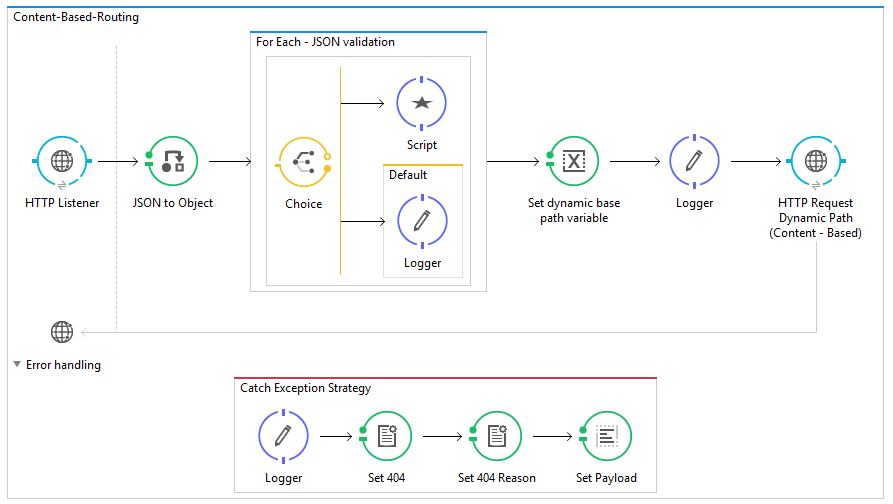 Content-Based-Routing
For Each - JSON validation
Script
Default
HTTP Listener
JSON to Object
Choice
Logger
Set dynamic base
path variable
Logger
HTTP Request
Dynamic Path
(Content - Based)
Error handling
Catch Exception Strategy
Logger
Set 404
Set 404 Reason
Set Payload